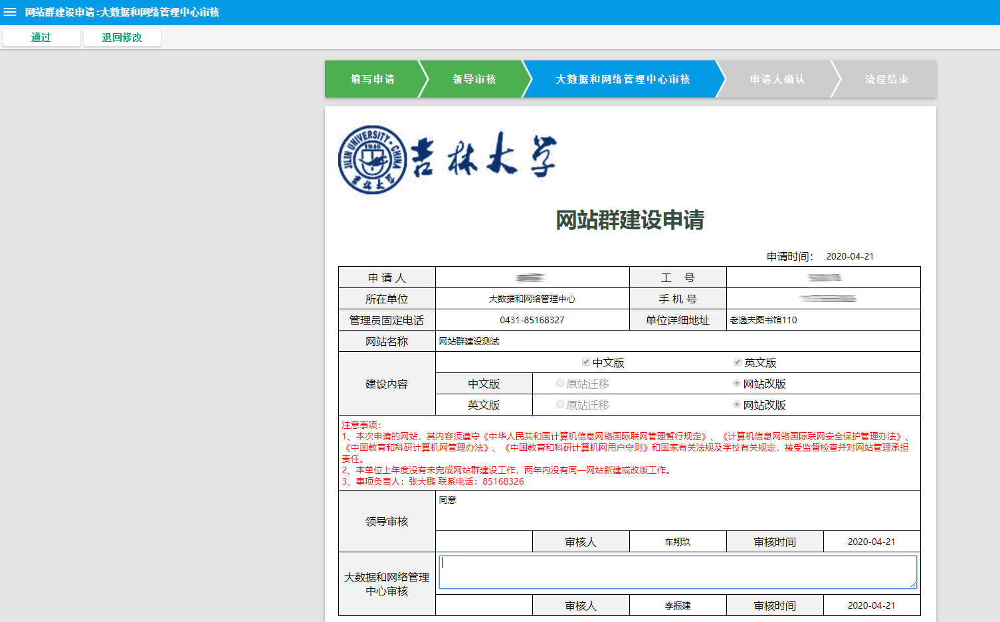 网站群建设申请:大数据和网络管理中心审核
通过 退回修改
填写申请 领导审核 大数据和网络管理中心审核 申请人确认 流程结束
JILIN UNIVERSITY·CHINA
1946
吉林大学
吉林大学
网站群建设申请
申请时间： 2020-04-21
申 请 人 工 号
所在单位 大数据和网络管理中心 手 机 号
管理员固定电话 0431-85168327 单位详细地址 老逸夫图书馆110
网站名称 网站群建设测试
建设内容 中文版 英文版
中文版 原站迁移 网站改版
英文版 原站迁移 网站改版
注意事项：
1、本次申请的网站，其内容须遵守《中华人民共和国计算机信息网络国际联网管理暂行规定》、《计算机信息网络国际联网安全保护管理办法》、
《中国教育和科研计算机网管理办法》、《中国教育和科研计算机网用户守则》和国家有关法规及学校有关规定，接受监督检查并对网站管理承担
责任。
2、本单位上年度没有未完成网站群建设工作，两年内没有同一网站新建或改版工作。
3、事项负责人：张大鹏 联系电话：85168326
领导审核 同意
审核人 车翔玖 审核时间 2020-04-21
大数据和网络管理
中心审核
审核人 李振建 审核时间 2020-04-21